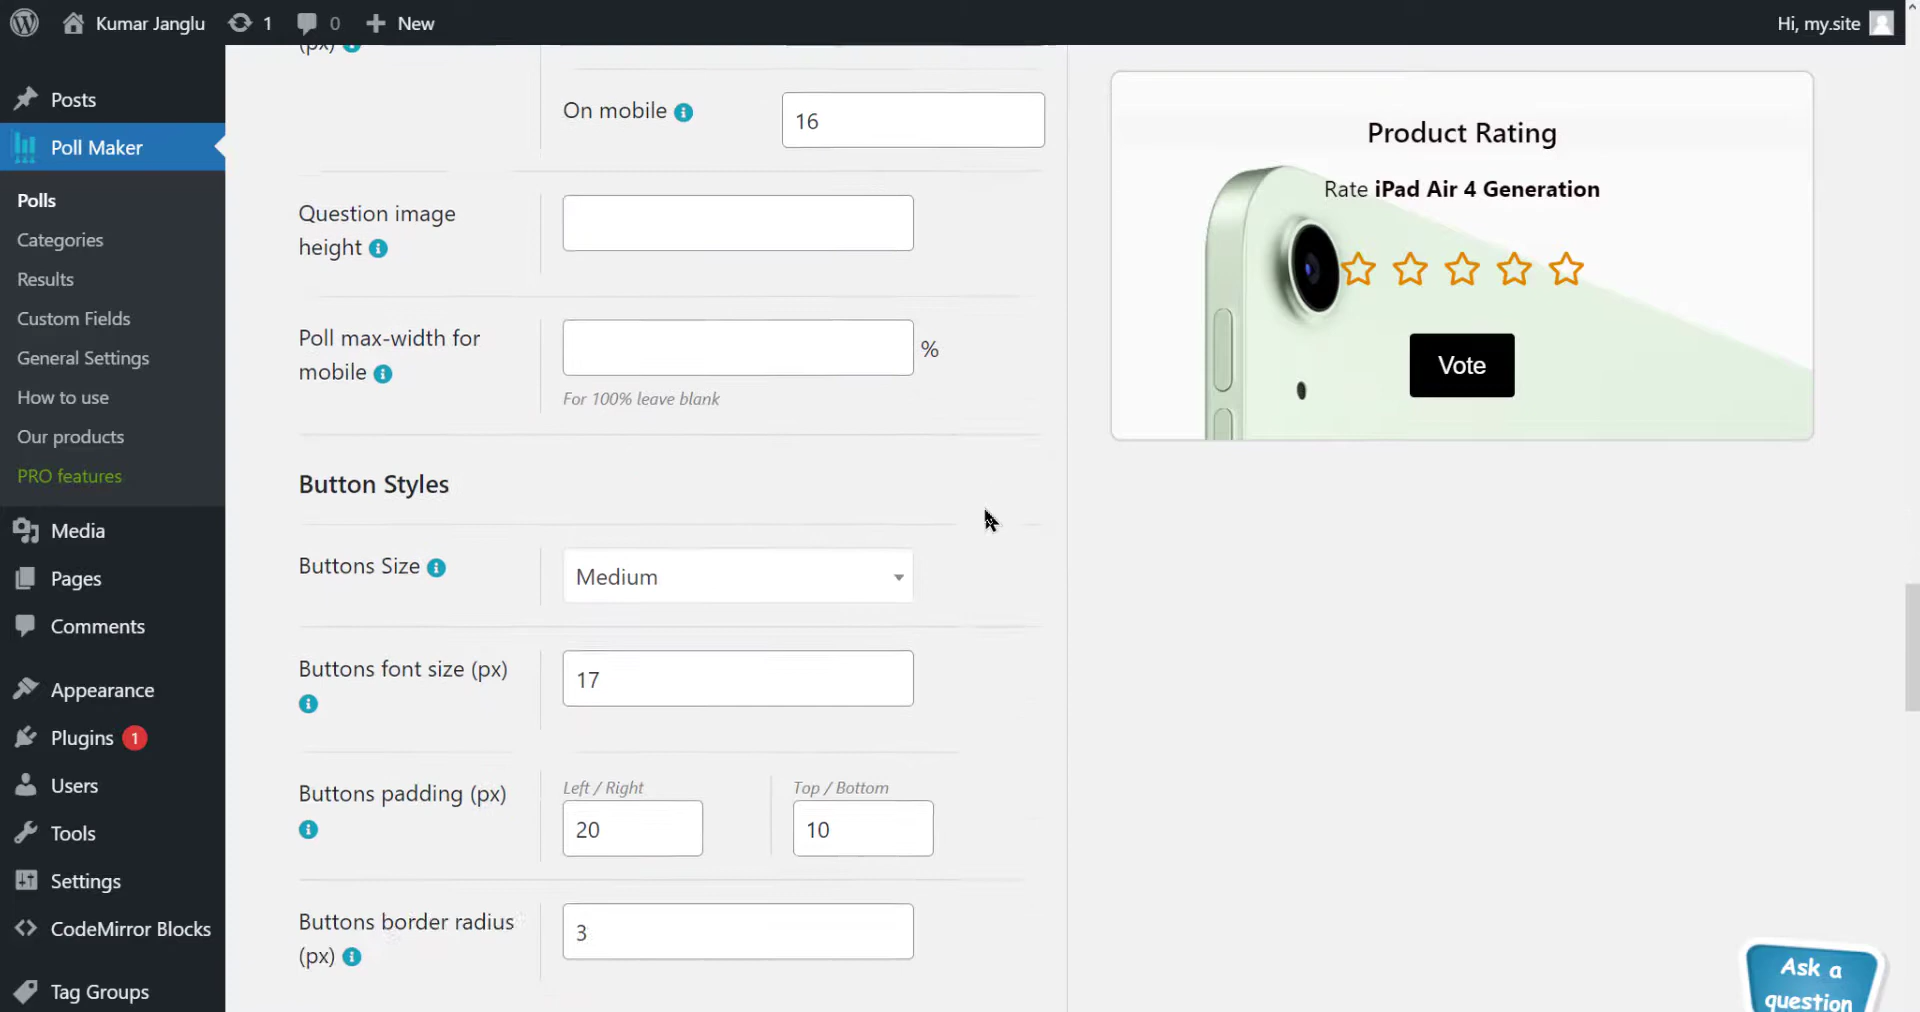 Kumar Janglu
1
0
New
Hi, my.site
Posts
Poll Maker
Polls
Categories
Results
Custom Fields
General Settings
How to use
Our products
PRO features
Media
Pages
Comments
Appearance
Plugins 1
Users
Tools
Settings
CodeMirror Blocks
Tag Groups
(px)
On mobile
16
Question image
height
Poll max-width for
mobile
%
For 100% leave blank
Button Styles
Buttons Size
Medium
Buttons font size (px)
17
Buttons padding (px)
Left / Right
20
Top / Bottom
10
Buttons border radius
(px)
3
Product Rating
Rate iPad Air 4 Generation
Vote
Ask a
question